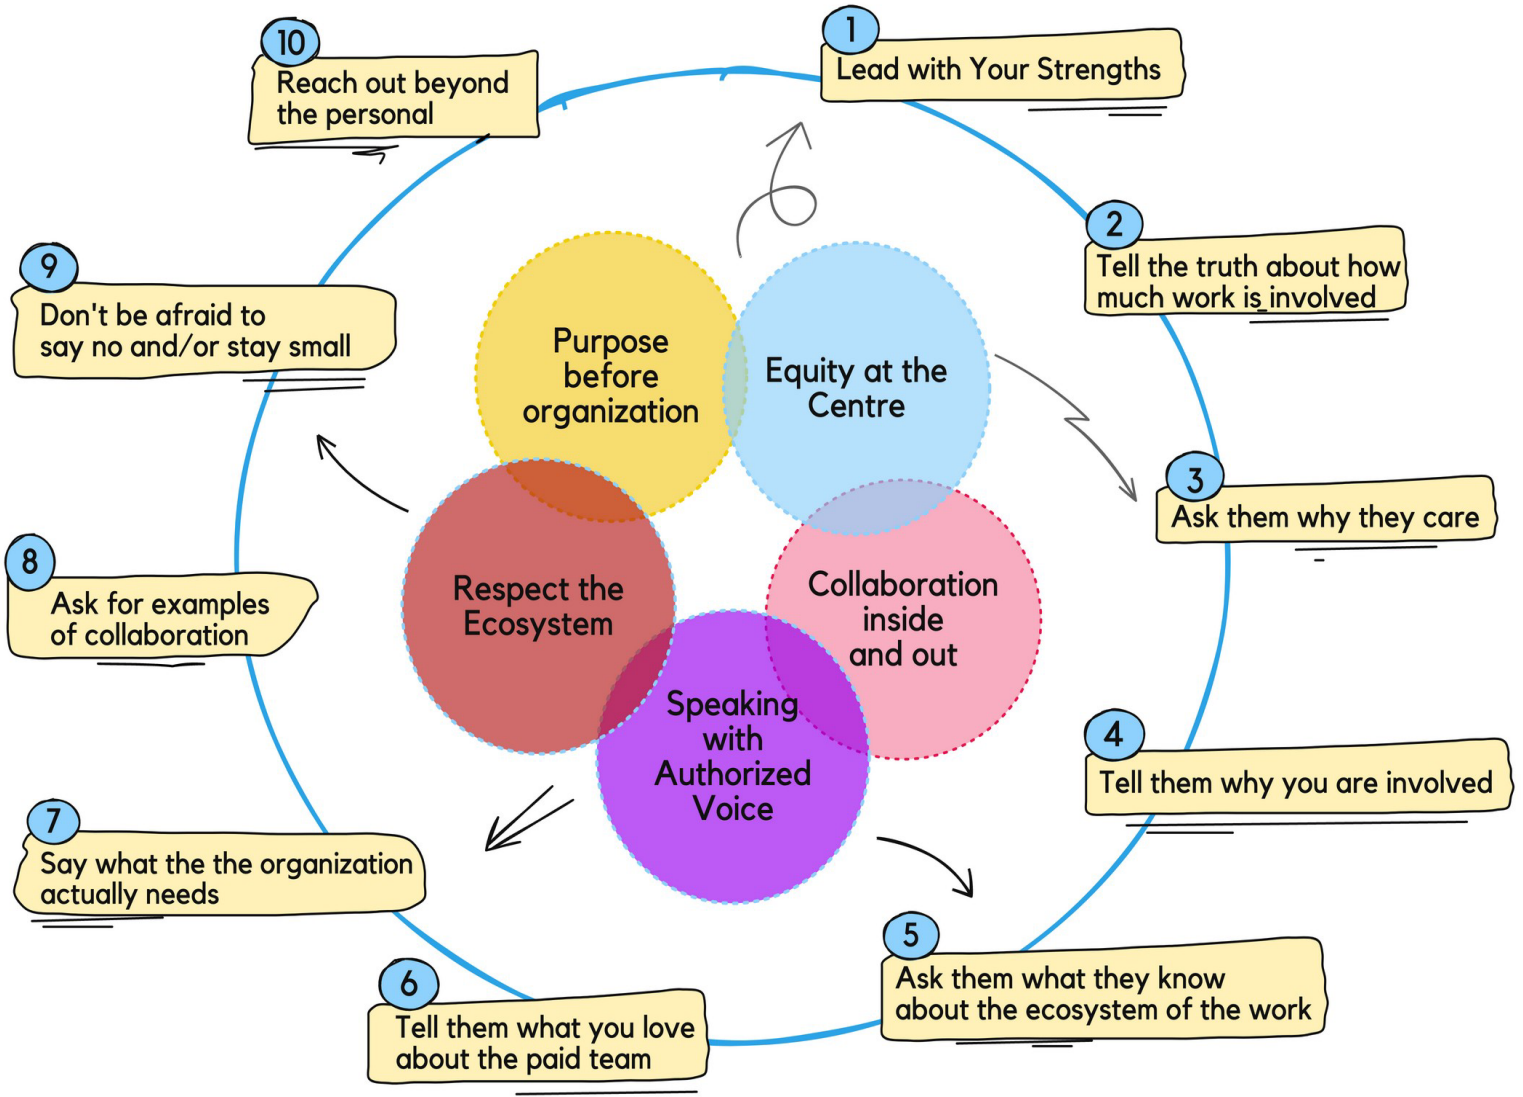 1
Lead with Your Strengths
2
Tell the truth about how
much work is involved
3
Ask them why they care
4
Tell them why you are involved
5
Ask them what they know
about the ecosystem of the work
6
Tell them what you love
about the paid team
7
Say what the the organization
actually needs
8
Ask for examples
of collaboration
9
Don't be afraid to
say no and/or stay small
10
Reach out beyond
the personal
Purpose
before
organization
Equity at the
Centre
Collaboration
inside
and out
Speaking
with
Authorized
Voice
Respect the
Ecosystem